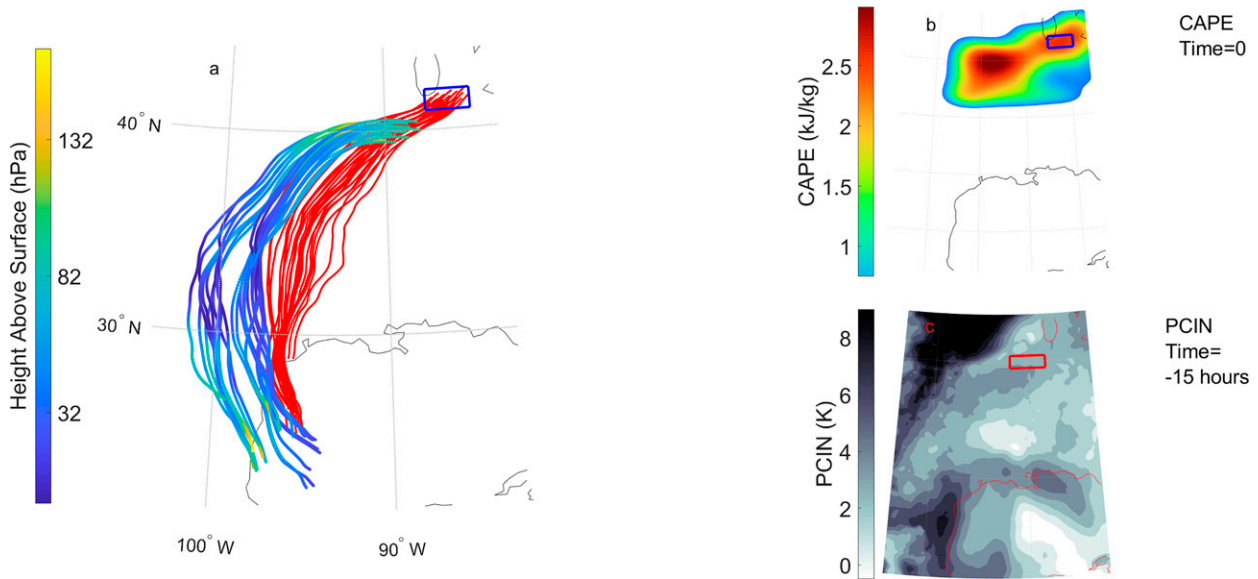 a
Height Above Surface (hPa)
132
82
32
40° N
30° N
100° W
90° W
b
CAPE (kJ/kg)
2.5
2
1.5
1
CAPE
Time=0
c
PCIN (K)
8
6
4
2
0
PCIN
Time=
-15 hours